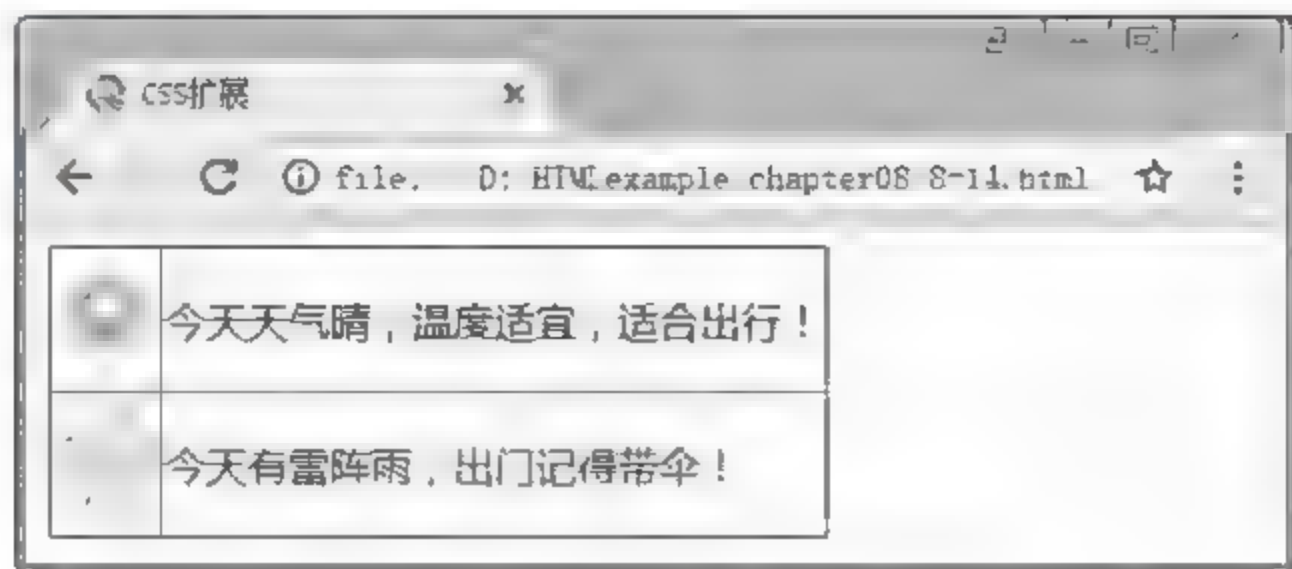 CSS扩展
file, D: HTML example chapter08 8-14.html
今天天气晴，温度适宜，适合出行！
今天有雷阵雨，出门记得带伞！